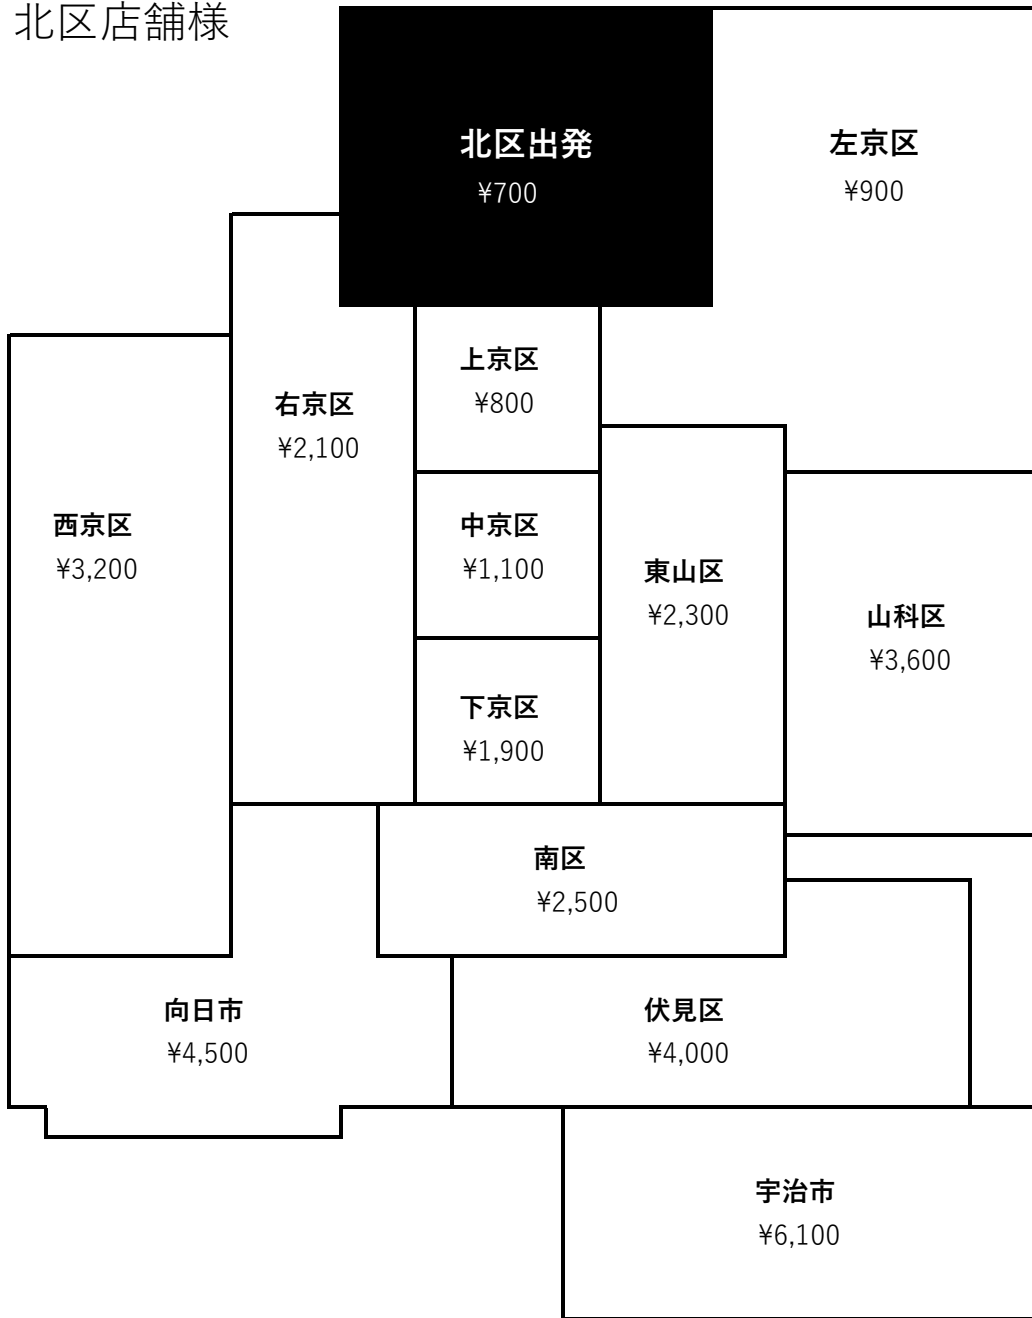 北区店舗様
北区出発
¥700
左京区
¥900
上京区
¥800
右京区
¥2,100
西京区
¥3,200
中京区
¥1,100
東山区
¥2,300
山科区
¥3,600
下京区
¥1,900
南区
¥2,500
向日市
¥4,500
伏見区
¥4,000
宇治市
¥6,100